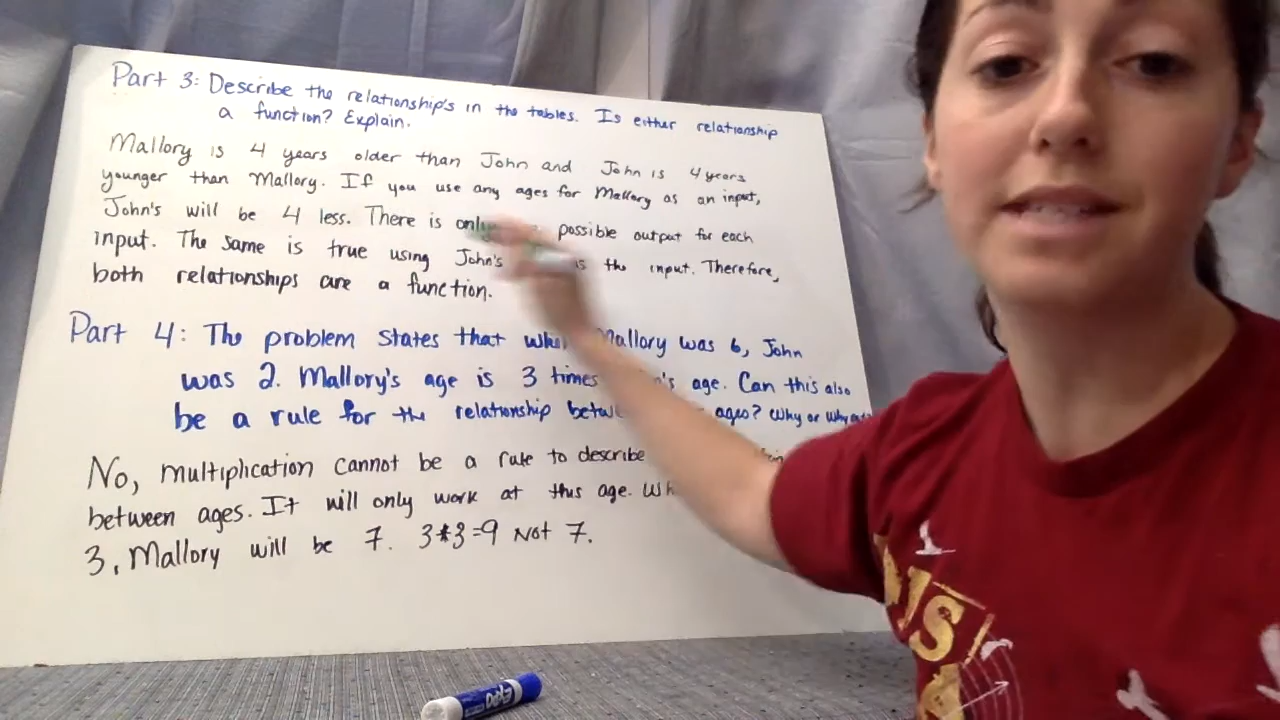 Part 3: Describe the relationship's in the tables. Is either relationship
a function? Explain.
Mallory is 4 years older than John and John is 4 years
younger than Mallory. If you use any ages for Mallory as an input,
John's will be 4 less. There is only possible output for each
input. The same is true using John's as the input. Therefore,
both relationships are a function.
Part 4: The problem states that when Mallory was 6, John
was 2. Mallory's age is 3 times age. Can this also
be a rule for the relationship ages? Why or why not?
No, multiplication cannot be a rule to describe
between ages. It will only work at this age.
3, Mallory will be 7. 3*3=9 Not 7.
EXPO